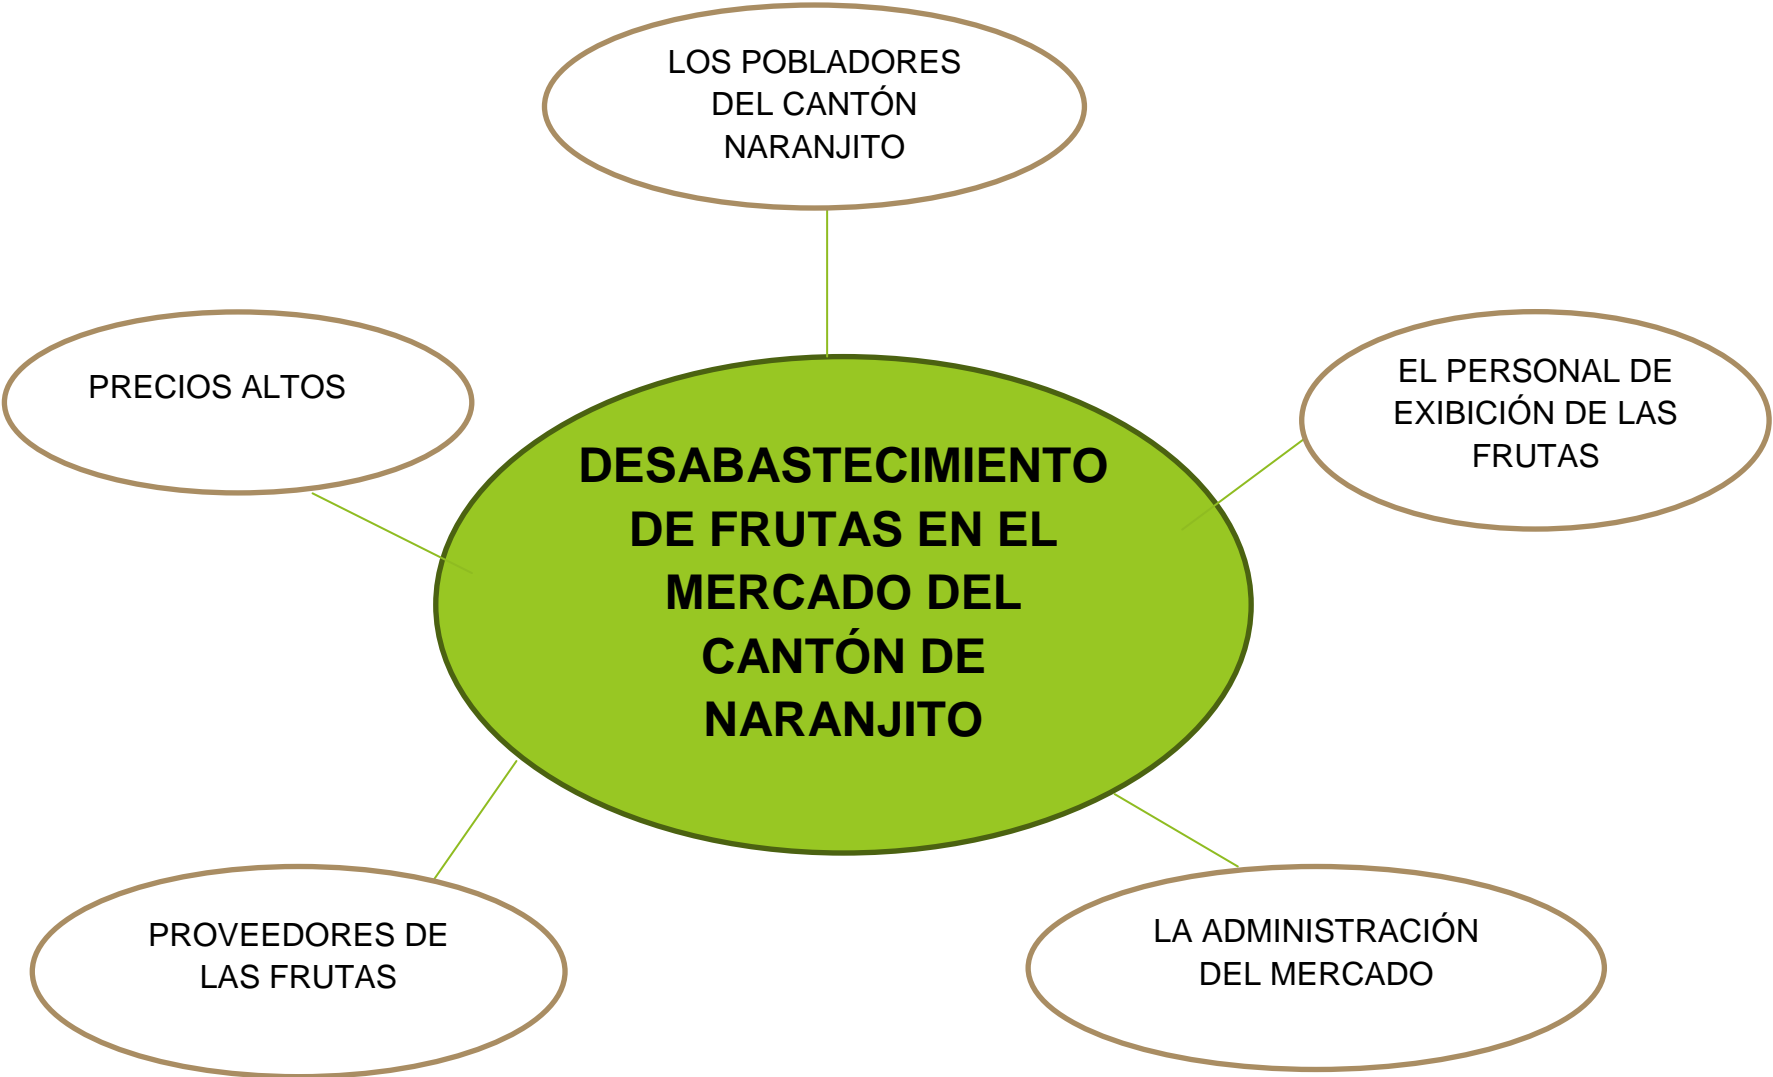 LOS POBLADORES
DEL CANTÓN
NARANJITO
PRECIOS ALTOS
EL PERSONAL DE
EXIBICIÓN DE LAS
FRUTAS
DESABASTECIMIENTO
DE FRUTAS EN EL
MERCADO DEL
CANTÓN DE
NARANJITO
PROVEEDORES DE
LAS FRUTAS
LA ADMINISTRACIÓN
DEL MERCADO